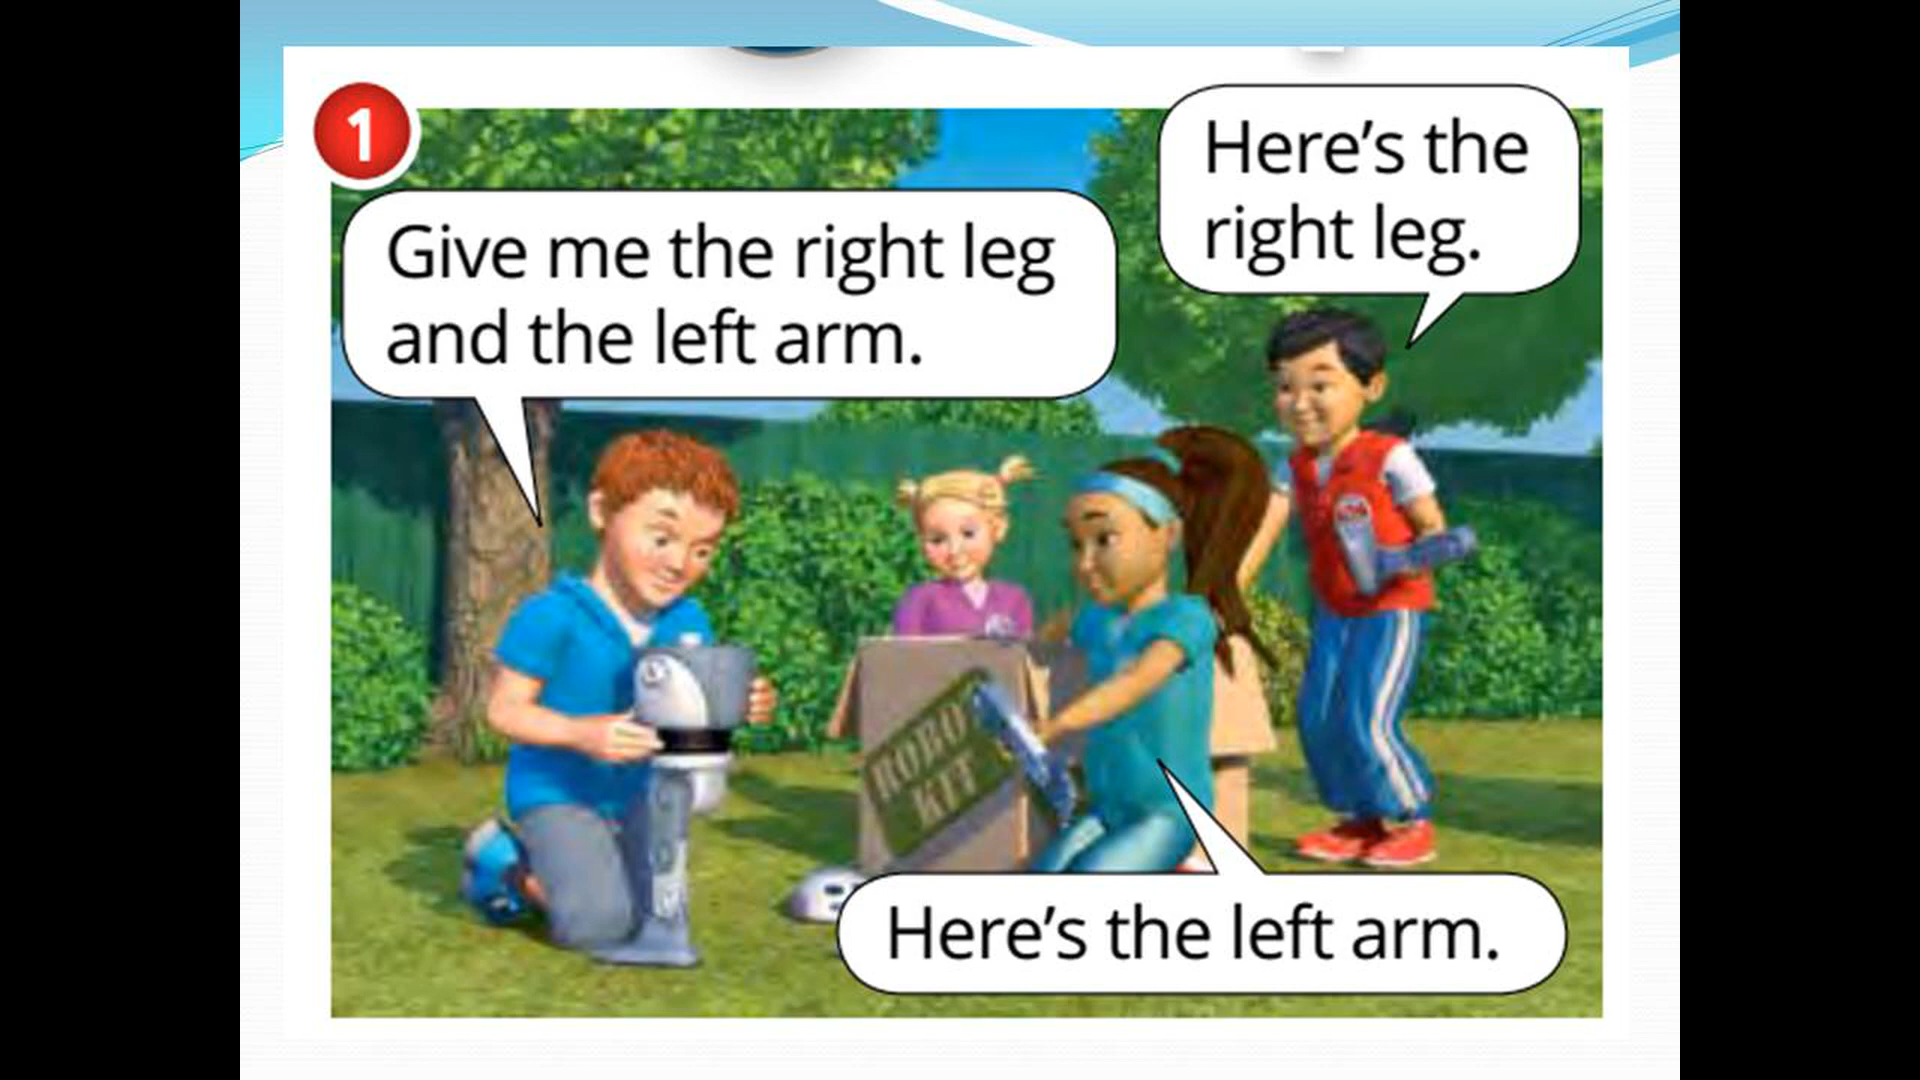 1
Give me the right leg
and the left arm.
Here’s the
right leg.
ROBO
KIT
Here’s the left arm.